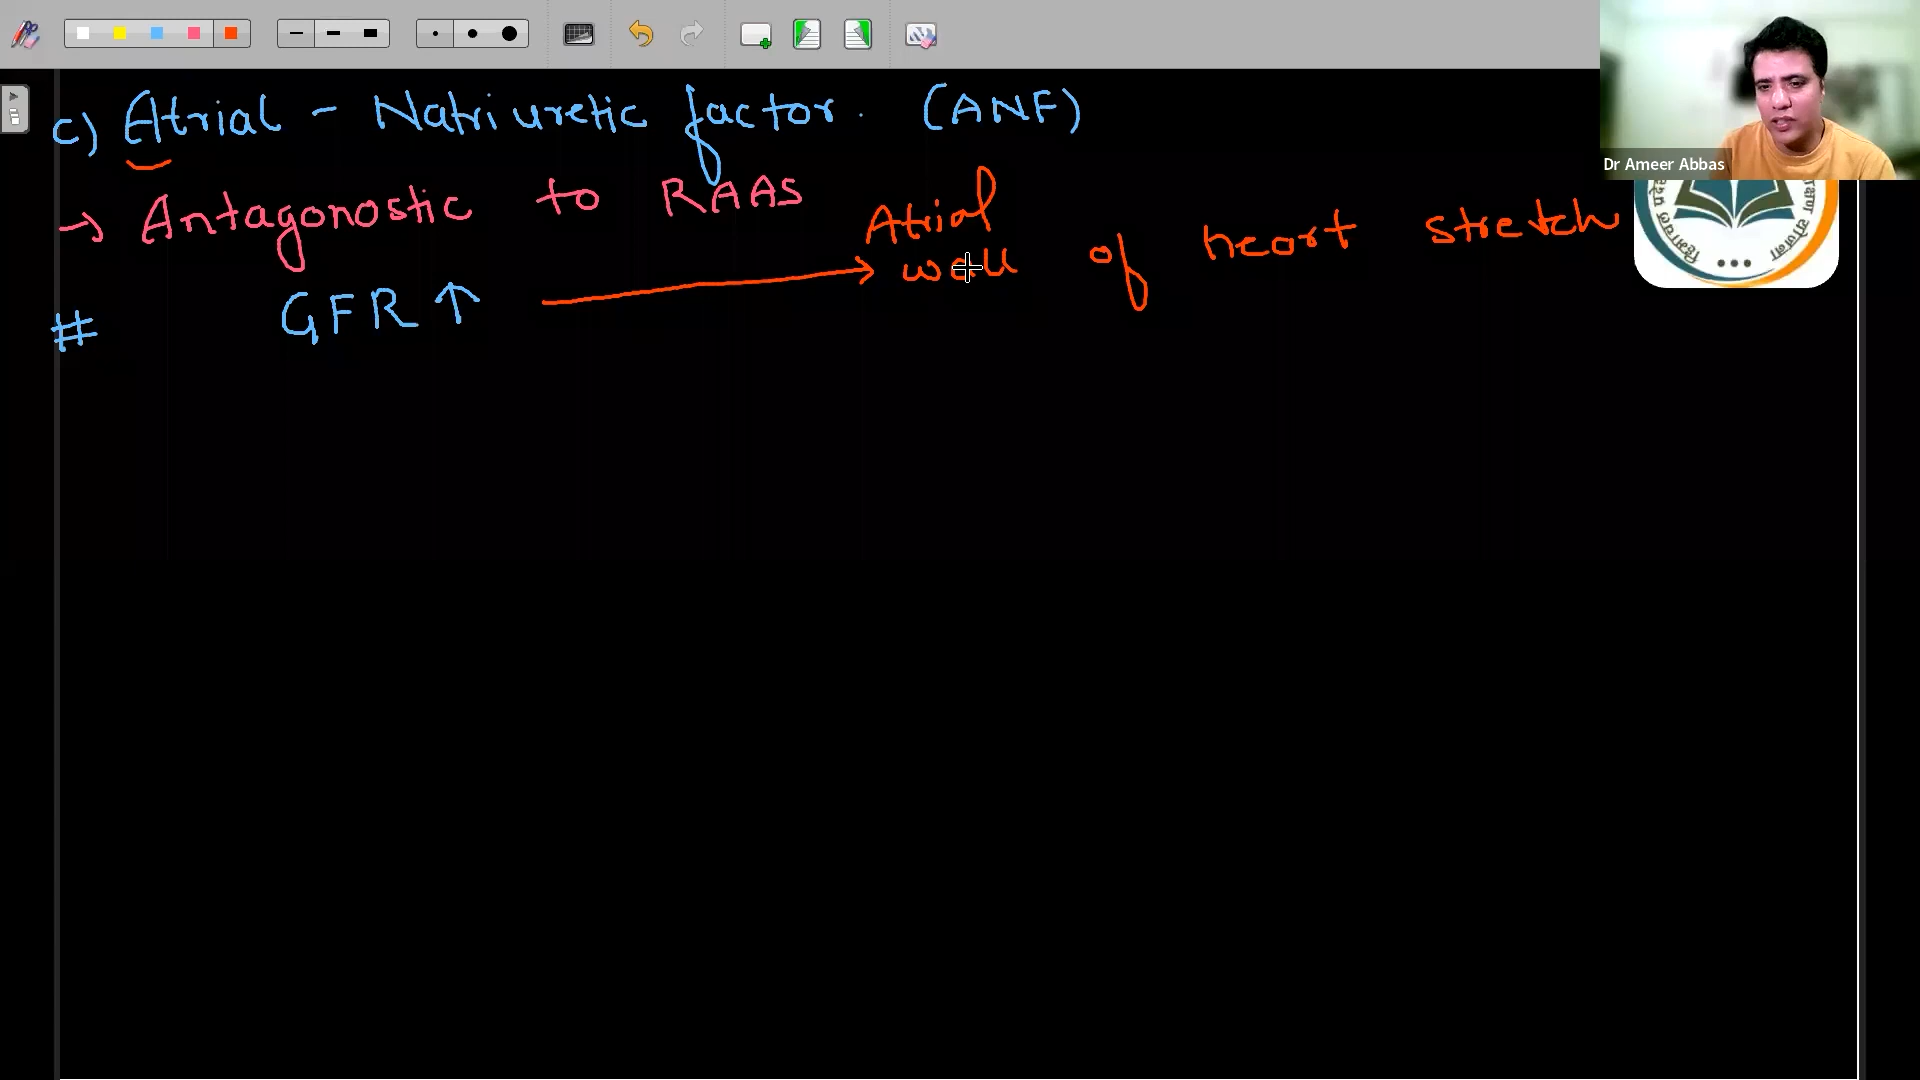 c) Atrial - Natriuretic factor. (ANF)
Dr Ameer Abbas
→ Antagonostic to RAAS
# GFR ↑ → Atrial wall of heart stretch